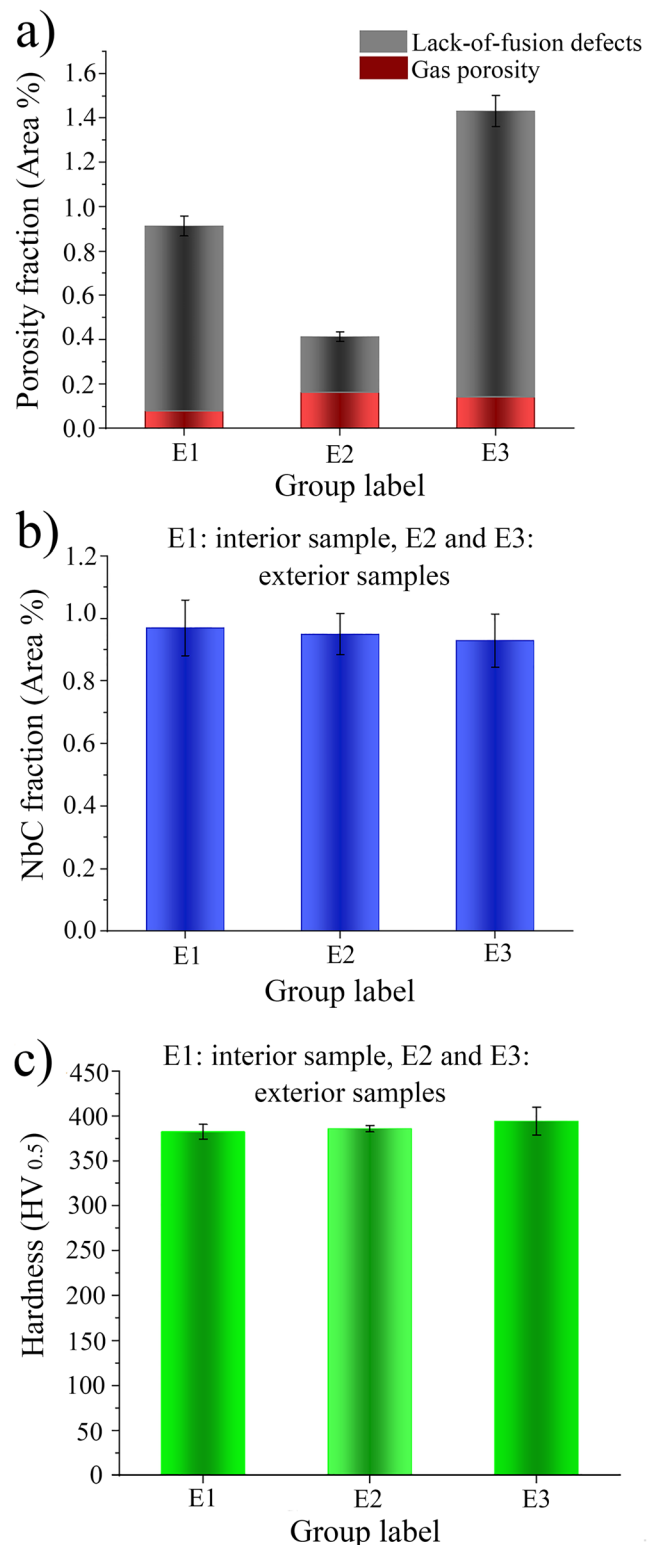 a)
Lack-of-fusion defects
Gas porosity
Porosity fraction (Area %)
1.6
1.4
1.2
1.0
0.8
0.6
0.4
0.2
0.0
E1 E2 E3
Group label
b)
E1: interior sample, E2 and E3:
exterior samples
NbC fraction (Area %)
1.2
1.0
0.8
0.6
0.4
0.2
0.0
E1 E2 E3
Group label
c)
E1: interior sample, E2 and E3:
exterior samples
Hardness (HV 0.5)
450
400
350
300
250
200
150
100
50
0
E1 E2 E3
Group label